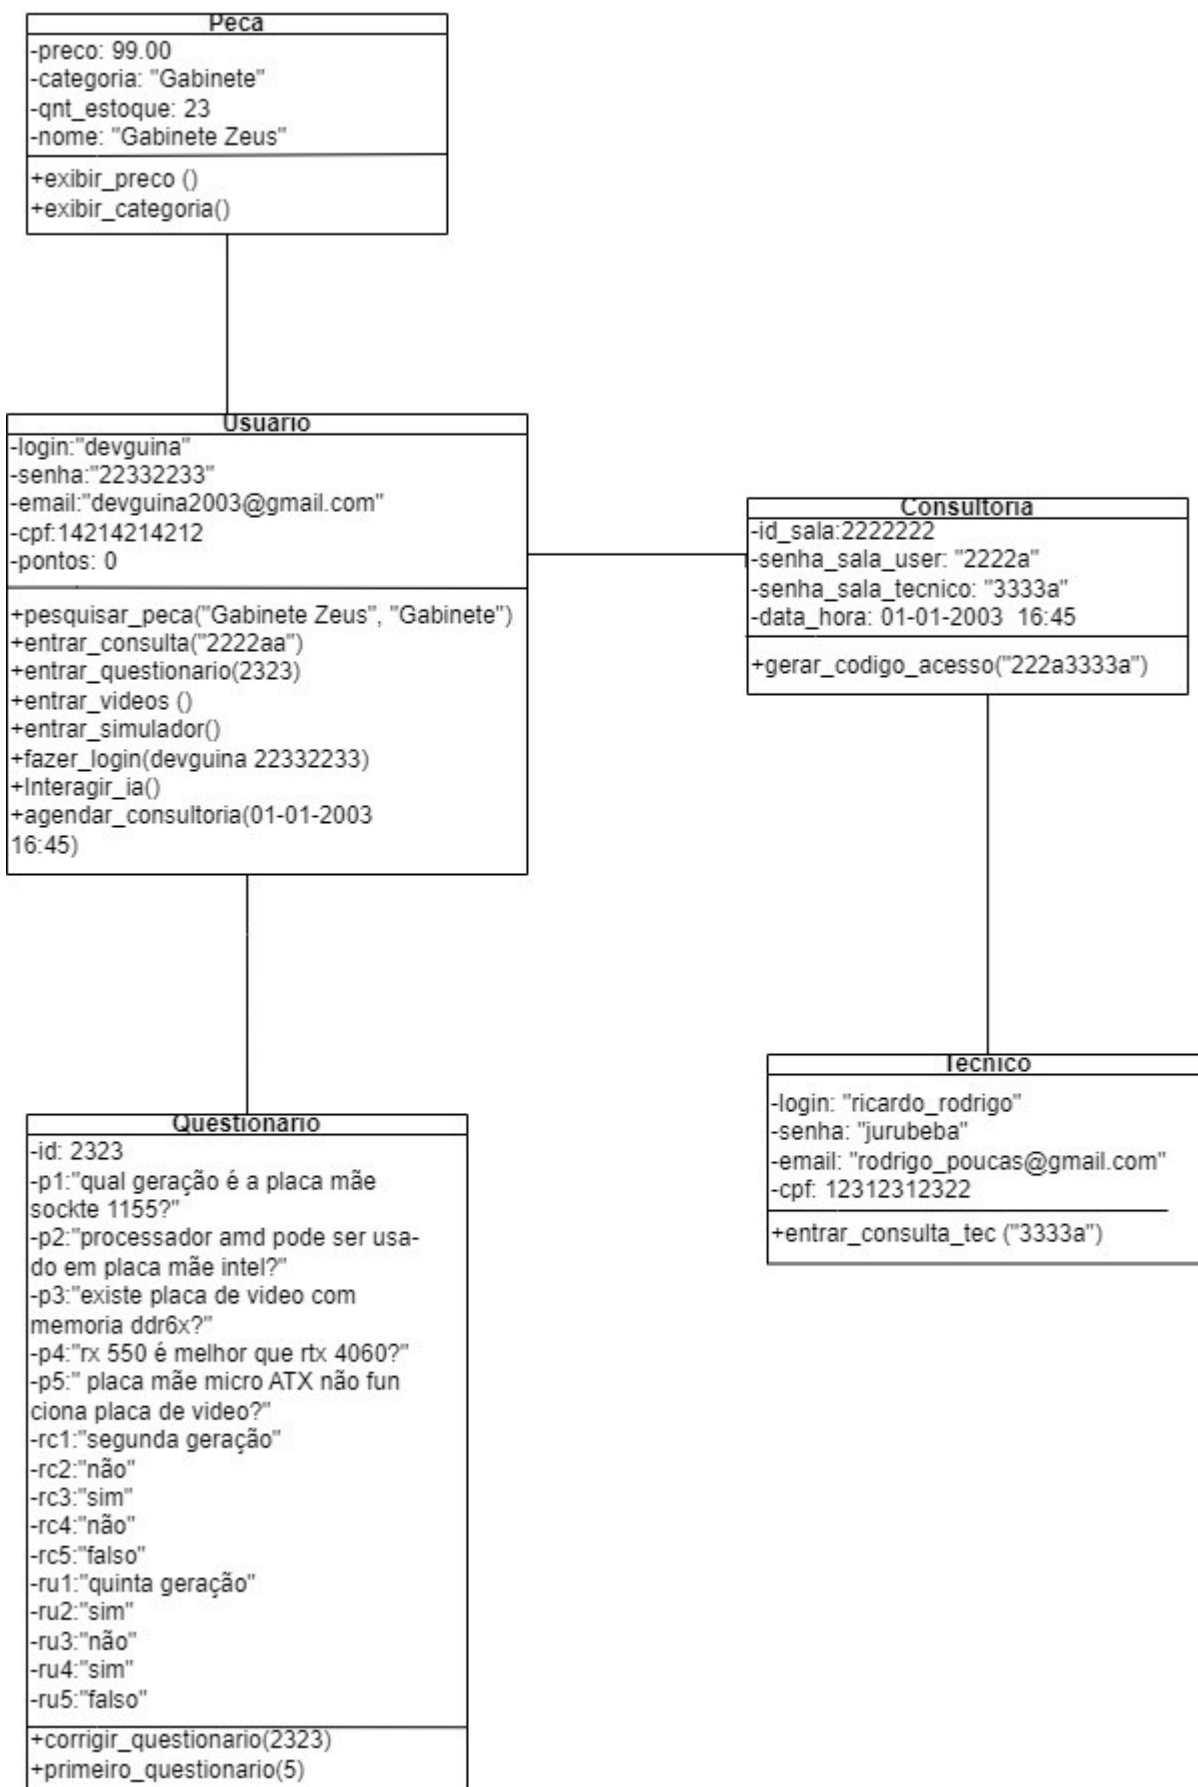 Peca
-preco: 99.00
-categoria: "Gabinete"
-qnt_estoque: 23
-nome: "Gabinete Zeus"
+exibir_preco ()
+exibir_categoria()
Usuario
-login:"devguina"
-senha:"22332233"
-email:"devguina2003@gmail.com"
-cpf:14214214212
-pontos: 0
+pesquisar_peca("Gabinete Zeus", "Gabinete")
+entrar_consulta("2222aa")
+entrar_questionario(2323)
+entrar_videos ()
+entrar_simulador()
+fazer_login(devguina 22332233)
+Interagir_ia()
+agendar_consultoria(01-01-2003
16:45)
Consultoria
-id_sala:2222222
-senha_sala_user: "2222a"
-senha_sala_tecnico: "3333a"
-data_hora: 01-01-2003  16:45
+gerar_codigo_acesso("222a3333a")
Tecnico
-login: "ricardo_rodrigo"
-senha: "jurubeba"
-email: "rodrigo_poucas@gmail.com"
-cpf: 12312312322
+entrar_consulta_tec ("3333a")
Questionario
-id: 2323
-p1:"qual geração é a placa mãe
sockte 1155?"
-p2:"processador amd pode ser usa-
do em placa mãe intel?"
-p3:"existe placa de video com
memoria ddr6x?"
-p4:"rx 550 é melhor que rtx 4060?"
-p5:" placa mãe micro ATX não fun
ciona placa de video?"
-rc1:"segunda geração"
-rc2:"não"
-rc3:"sim"
-rc4:"não"
-rc5:"falso"
-ru1:"quinta geração"
-ru2:"sim"
-ru3:"não"
-ru4:"sim"
-ru5:"falso"
+corrigir_questionario(2323)
+primeiro_questionario(5)